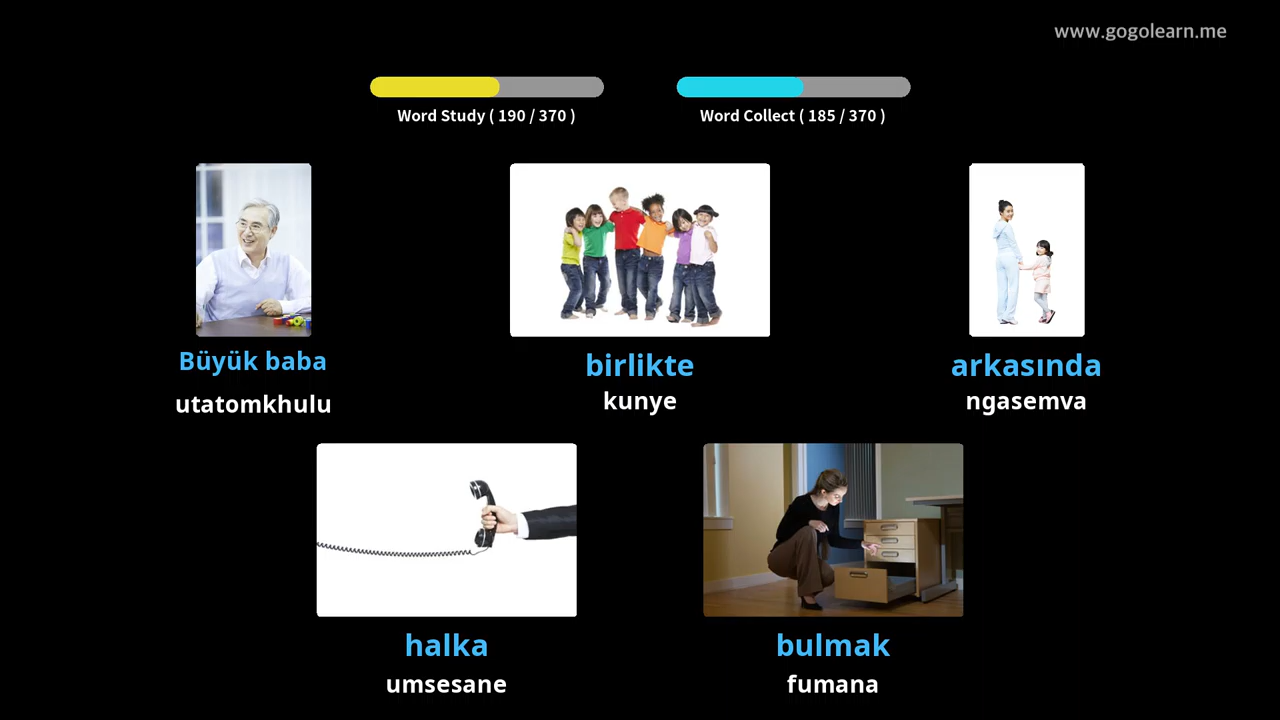 www.gogolearn.me
Word Study ( 190 / 370 )
Word Collect ( 185 / 370 )
Büyük baba
utatomkhulu
birlikte
kunye
arkasında
ngasemva
halka
umsesane
bulmak
fumana